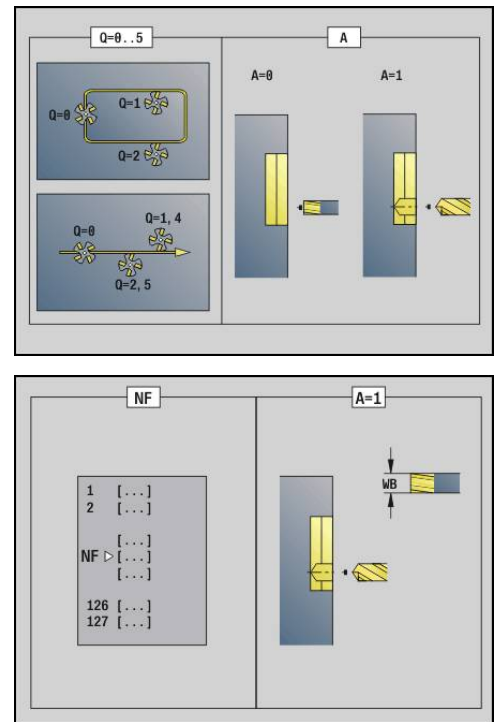 Q=0..5
A
Q=0
Q=1
Q=2
Q=0
Q=1, 4
Q=2, 5
A=0
A=1
NF
A=1
1 [...]
2 [...]
[...]
NF [...]
[...]
126 [...]
127 [...]
WB